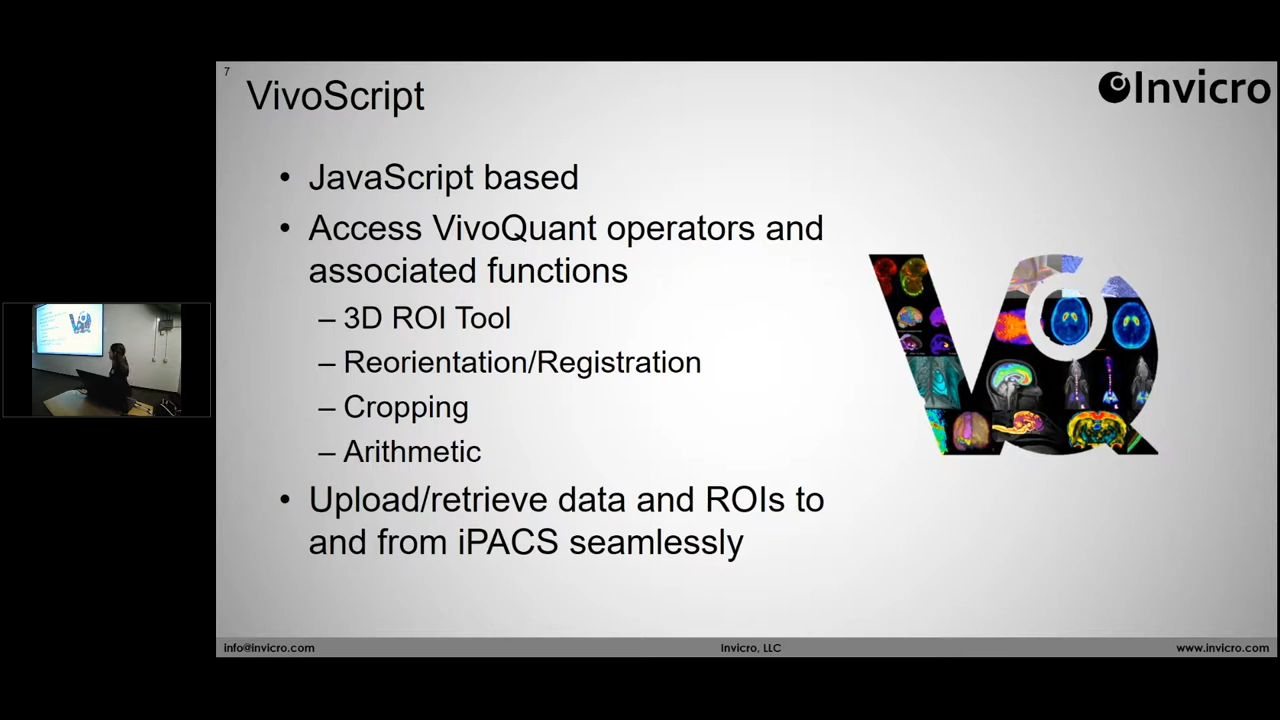 7
VivoScript
Invicro
• JavaScript based
• Access VivoQuant operators and
associated functions
– 3D ROI Tool
– Reorientation/Registration
– Cropping
– Arithmetic
• Upload/retrieve data and ROIs to
and from iPACS seamlessly
VQ
info@invicro.com
Invicro, LLC
www.invicro.com